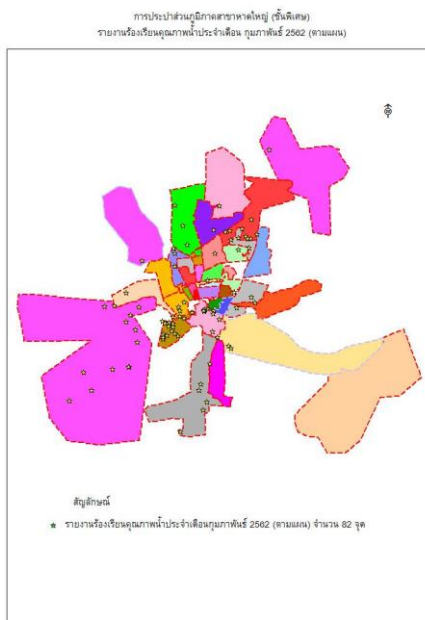 การประปาส่วนภูมิภาคสาขาหาดใหญ่ (ชั้นพิเศษ)
รายงานร้องเรียนคุณภาพน้ำประจำเดือน กุมภาพันธ์ 2562 (ตามแผน)
สัญลักษณ์
รายงานร้องเรียนคุณภาพน้ำประจำเดือนกุมภาพันธ์ 2562 (ตามแผน) จำนวน 82 จุด